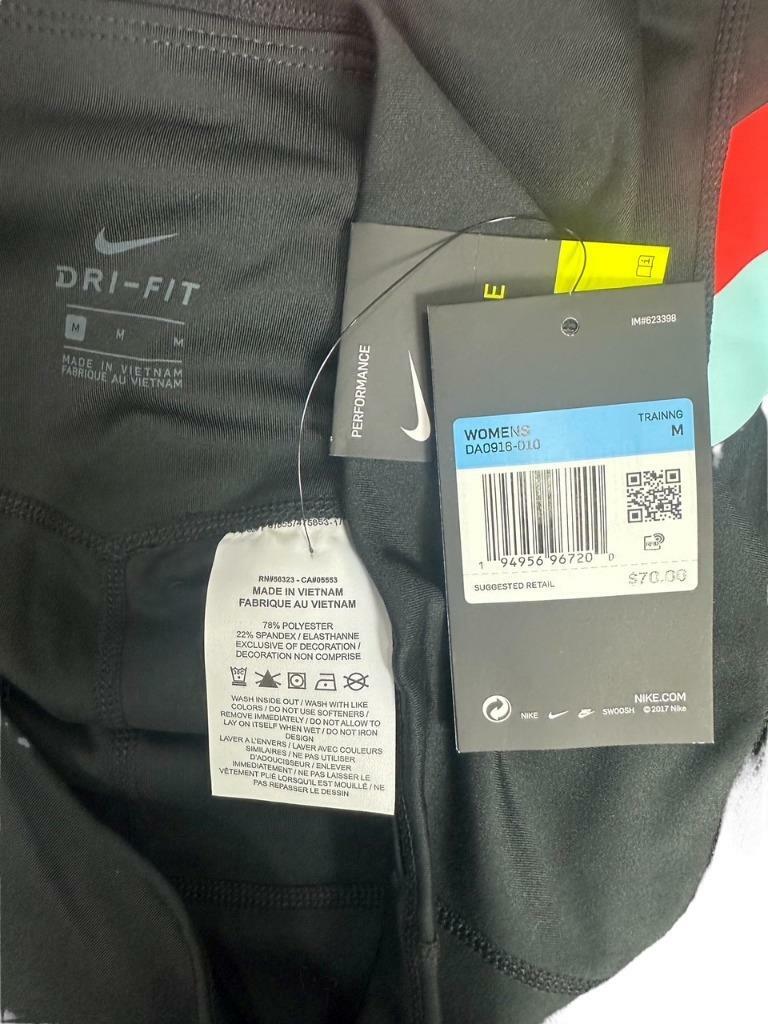 DRI-FIT
M M M
MADE IN VIETNAM
FABRIQUE AU VIETNAM
PERFORMANCE
E
IM#623398
TRAINNG
WOMENS M
DA0916-010
1 94956 96720 0
RFID
SUGGESTED RETAIL $70.00
NIKE.COM
NIKE SWOOSH ©2017 Nike
RN#56323 - CA#05553
MADE IN VIETNAM
FABRIQUE AU VIETNAM
78% POLYESTER
22% SPANDEX / ELASTHANNE
EXCLUSIVE OF DECORATION /
DECORATION NON COMPRISE
WASH INSIDE OUT / WASH WITH LIKE
COLORS / DO NOT USE SOFTENERS /
REMOVE IMMEDIATELY / DO NOT ALLOW TO
LAY ON ITSELF WHEN WET / DO NOT IRON
DESIGN
LAVER A L'ENVERS / LAVER AVEC COULEURS
SIMILAIRES / NE PAS UTILISER
D'ADOUCISSEUR / ENLEVER
IMMEDIATEMENT / NE PAS LAISSER LE
VÊTEMENT PLIÉ LORSQU'IL EST MOUILLÉ / NE
PAS REPASSER LE DESSIN